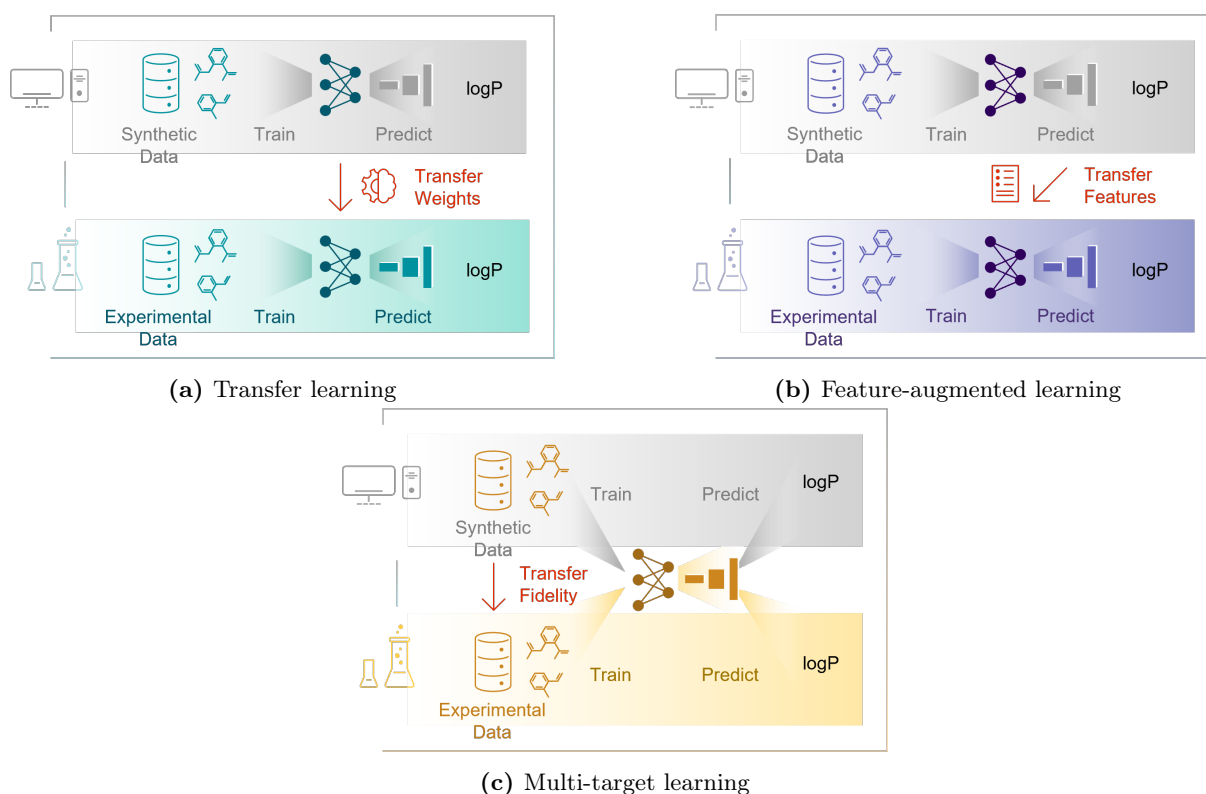 logP
Synthetic
Data
Train
Predict
Transfer
Weights
logP
Experimental
Data
Train
Predict
(a) Transfer learning
logP
Synthetic
Data
Train
Predict
Transfer
Features
logP
Experimental
Data
Train
Predict
(b) Feature-augmented learning
Train
Predict
logP
Synthetic
Data
Transfer
Fidelity
Train
Predict
logP
Experimental
Data
(c) Multi-target learning